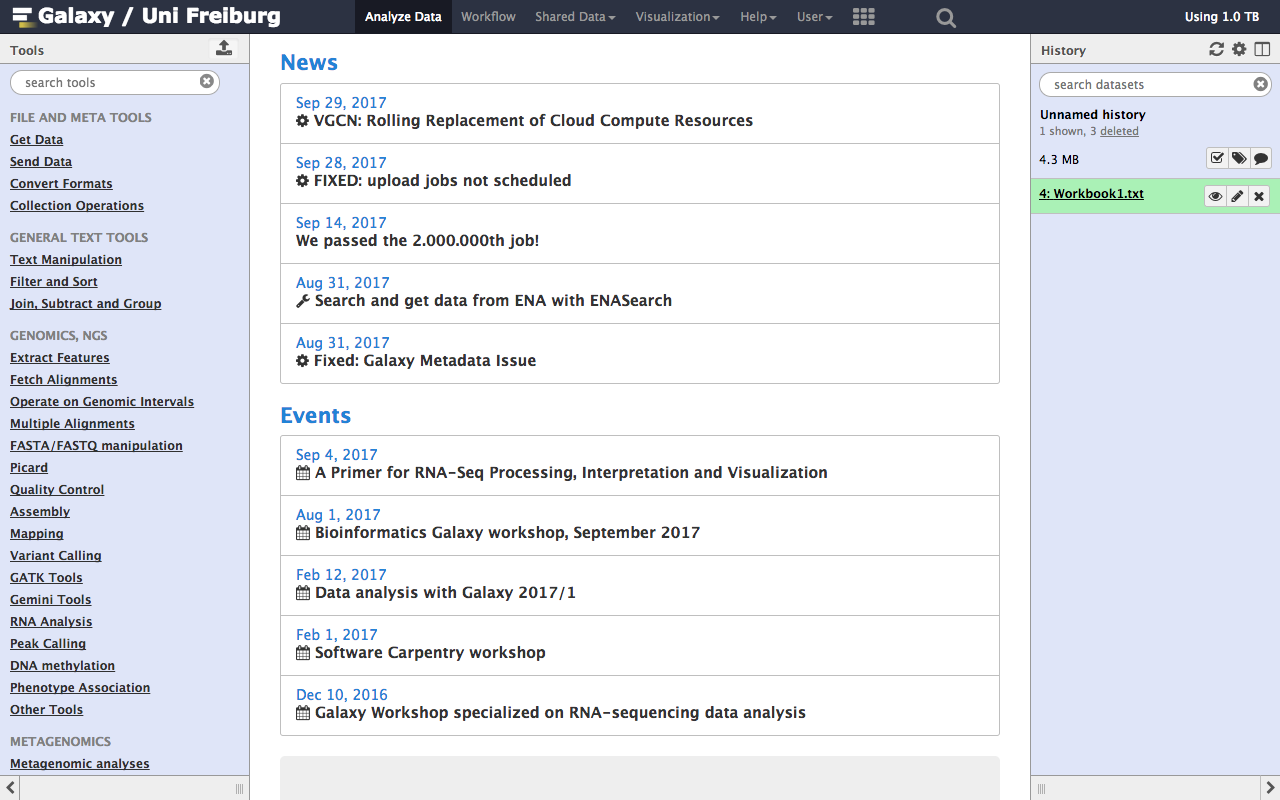 Galaxy / Uni Freiburg
Analyze Data Workflow Shared Data Visualization Help User
Using 1.0 TB
Tools
search tools
FILE AND META TOOLS
Get Data
Send Data
Convert Formats
Collection Operations
GENERAL TEXT TOOLS
Text Manipulation
Filter and Sort
Join, Subtract and Group
GENOMICS, NGS
Extract Features
Fetch Alignments
Operate on Genomic Intervals
Multiple Alignments
FASTA/FASTQ manipulation
Picard
Quality Control
Assembly
Mapping
Variant Calling
GATK Tools
Gemini Tools
RNA Analysis
Peak Calling
DNA methylation
Phenotype Association
Other Tools
METAGENOMICS
Metagenomic analyses
News
Sep 29, 2017
VGCN: Rolling Replacement of Cloud Compute Resources
Sep 28, 2017
FIXED: upload jobs not scheduled
Sep 14, 2017
We passed the 2.000.000th job!
Aug 31, 2017
Search and get data from ENA with ENASearch
Aug 31, 2017
Fixed: Galaxy Metadata Issue
Events
Sep 4, 2017
A Primer for RNA-Seq Processing, Interpretation and Visualization
Aug 1, 2017
Bioinformatics Galaxy workshop, September 2017
Feb 12, 2017
Data analysis with Galaxy 2017/1
Feb 1, 2017
Software Carpentry workshop
Dec 10, 2016
Galaxy Workshop specialized on RNA-sequencing data analysis
History
search datasets
Unnamed history
1 shown, 3 deleted
4.3 MB
4: Workbook1.txt